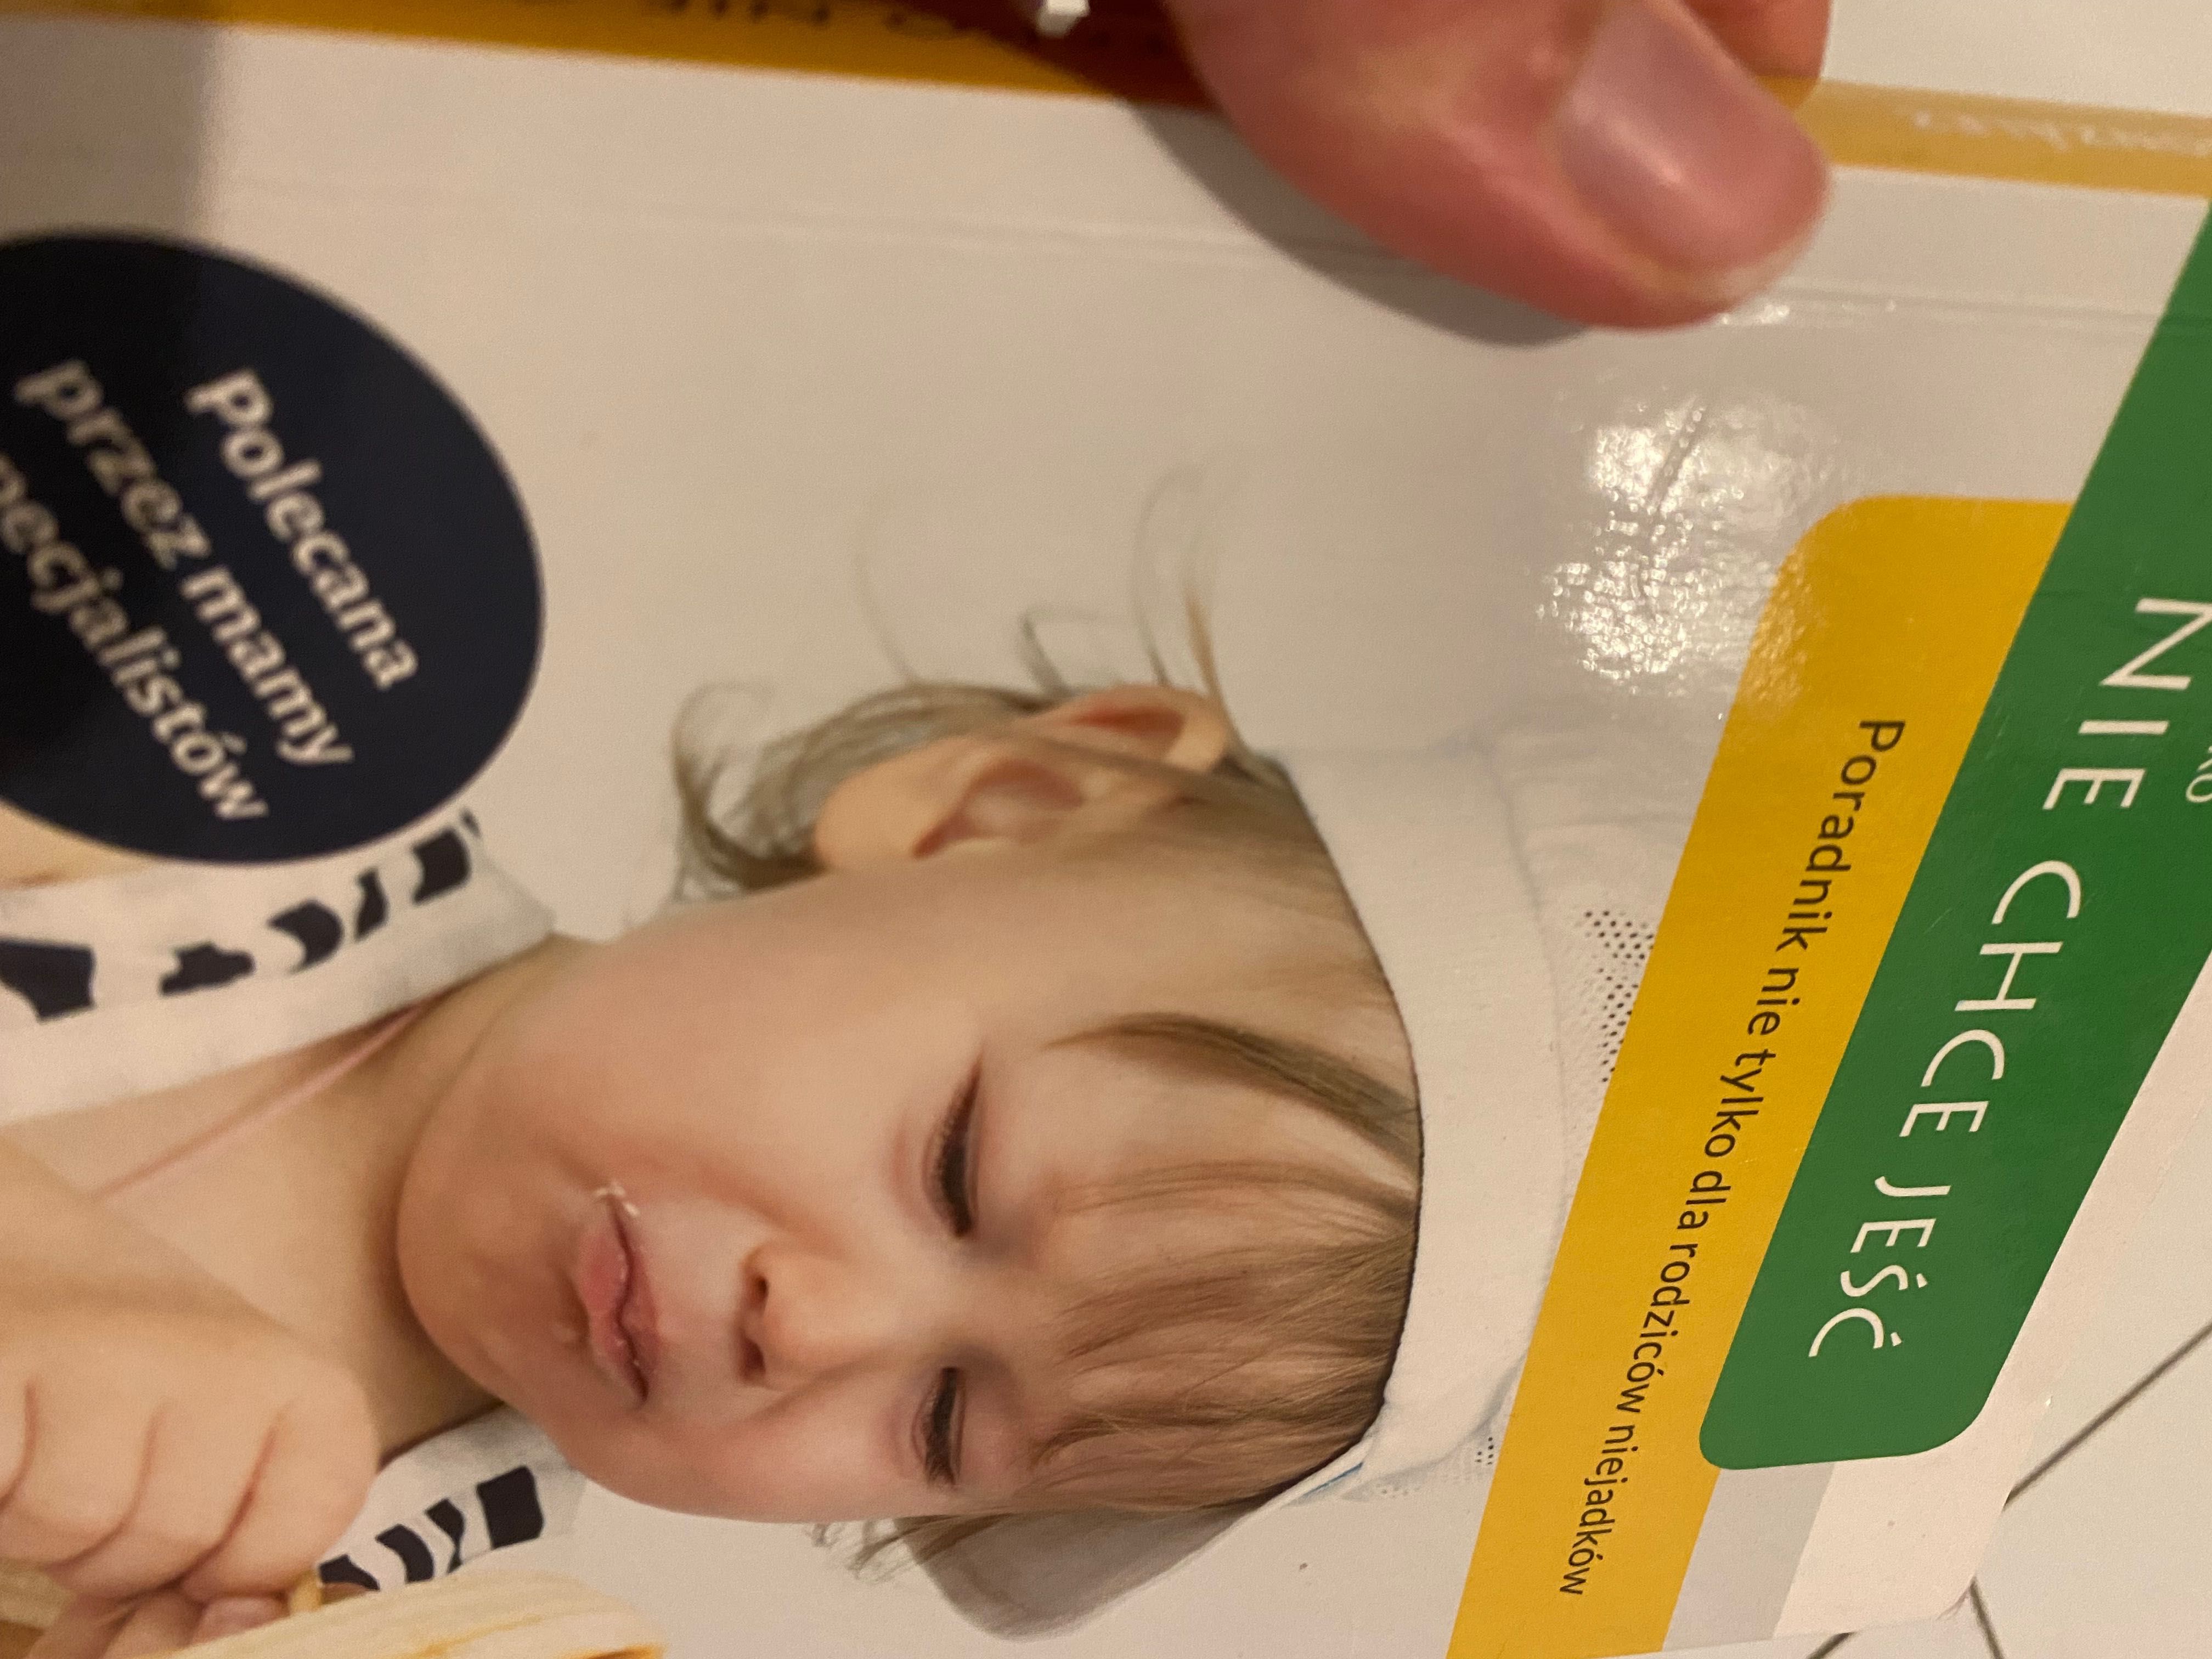 NIE CHCE JEŚĆ
Poradnik nie tylko dla rodziców niejadków
Polecana
przez mamy